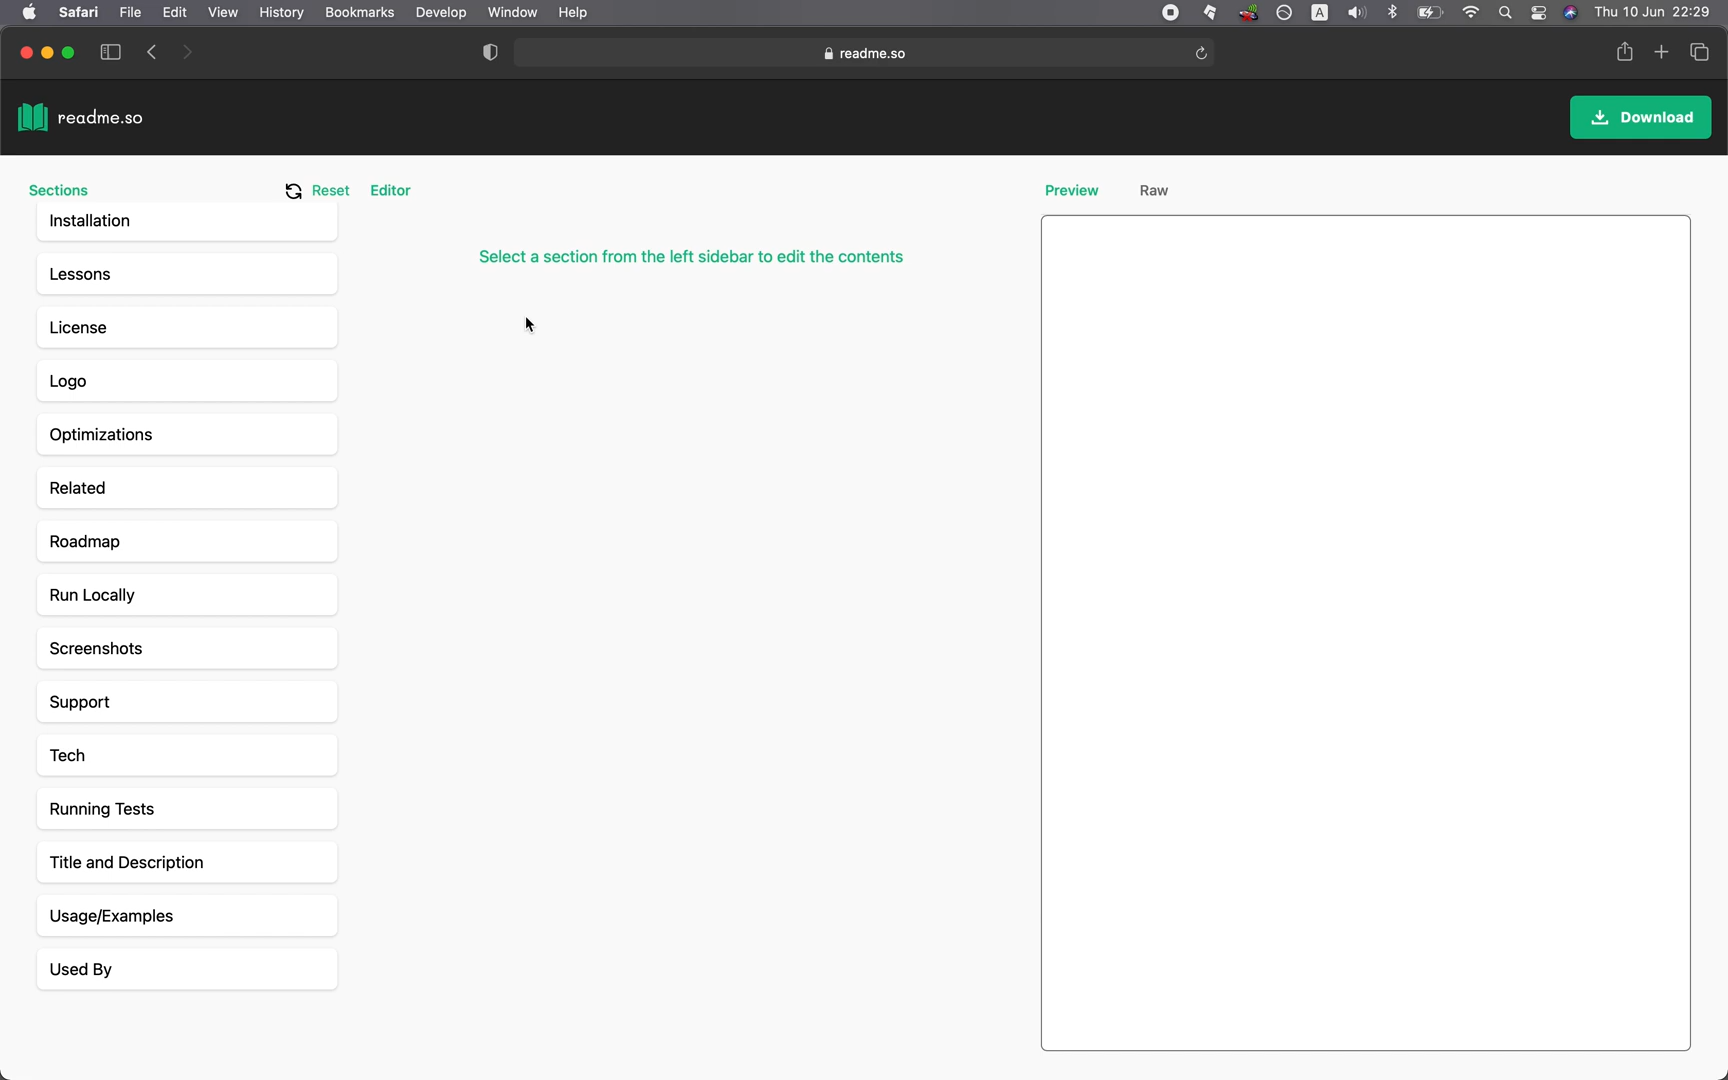 Safari File Edit View History Bookmarks Develop Window Help A Thu 10 Jun 22:29
readme.so
readme.so
Download
Sections Reset Editor Preview Raw
Installation
Select a section from the left sidebar to edit the contents
Lessons
License
Logo
Optimizations
Related
Roadmap
Run Locally
Screenshots
Support
Tech
Running Tests
Title and Description
Usage/Examples
Used By